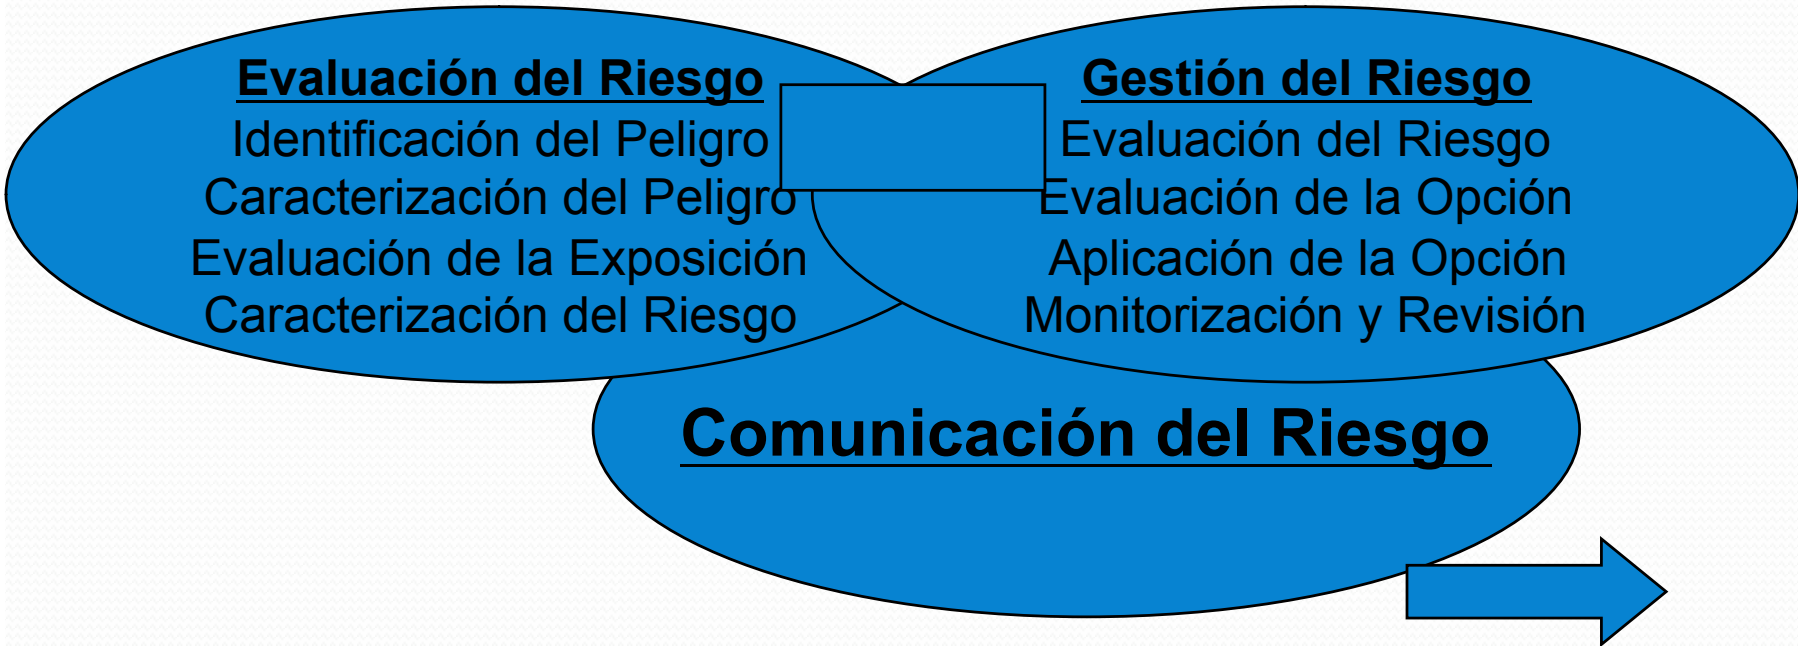 Evaluación del Riesgo
Identificación del Peligro
Caracterización del Peligro
Evaluación de la Exposición
Caracterización del Riesgo
Gestión del Riesgo
Evaluación del Riesgo
Evaluación de la Opción
Aplicación de la Opción
Monitorización y Revisión
Comunicación del Riesgo